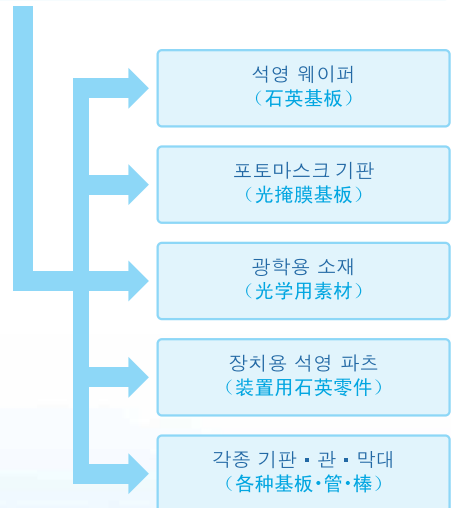 석영 웨이퍼
（石英基板）
포토마스크 기판
（光掩膜基板）
광학용 소재
（光学用素材）
장치용 석영 파츠
（装置用石英零件）
각종 기판▪관▪막대
（各种基板·管·棒）